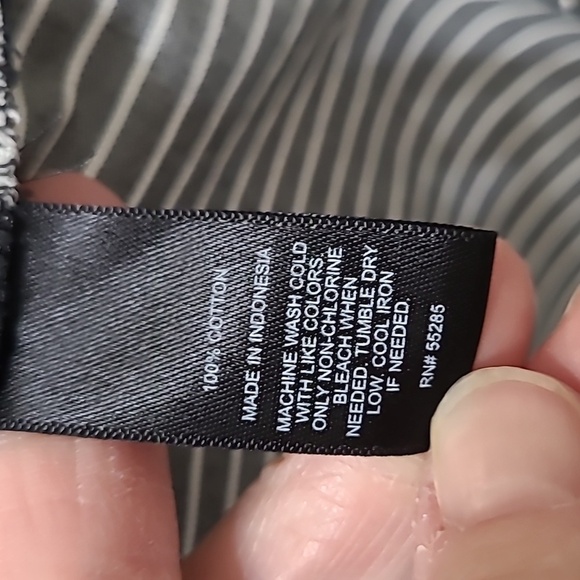 100% COTTON
MADE IN INDONESIA
MACHINE WASH COLD
WITH LIKE COLORS.
ONLY NON-CHLORINE
BLEACH WHEN
NEEDED. TUMBLE DRY
LOW. COOL IRON
IF NEEDED.
RN# 55285